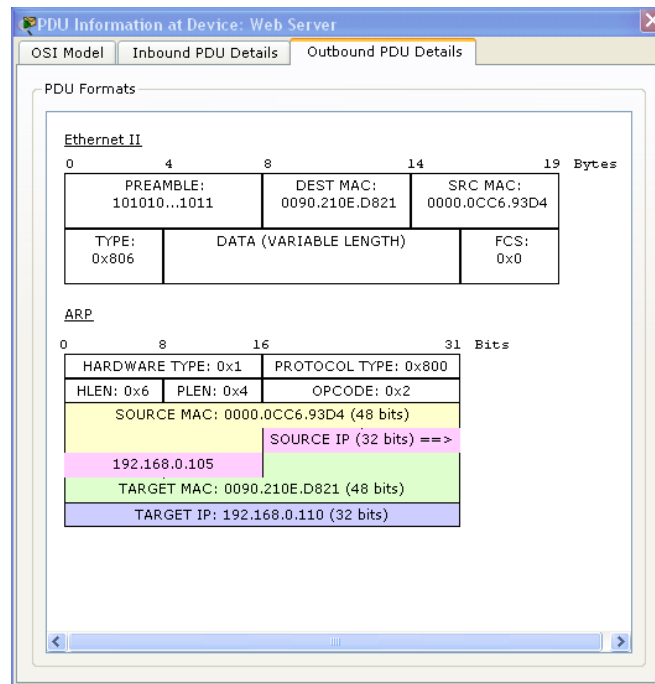 PDU Information at Device: Web Server
OSI Model Inbound PDU Details Outbound PDU Details
PDU Formats
Ethernet II
0 4 8 14 19 Bytes
PREAMBLE: DEST MAC: SRC MAC:
101010...1011 0090.210E.D821 0000.0CC6.93D4
TYPE: DATA (VARIABLE LENGTH) FCS:
0x806 0x0
ARP
0 8 16 31 Bits
HARDWARE TYPE: 0x1 PROTOCOL TYPE: 0x800
HLEN: 0x6 PLEN: 0x4 OPCODE: 0x2
SOURCE MAC: 0000.0CC6.93D4 (48 bits)
SOURCE IP (32 bits) ==>
192.168.0.105
TARGET MAC: 0090.210E.D821 (48 bits)
TARGET IP: 192.168.0.110 (32 bits)